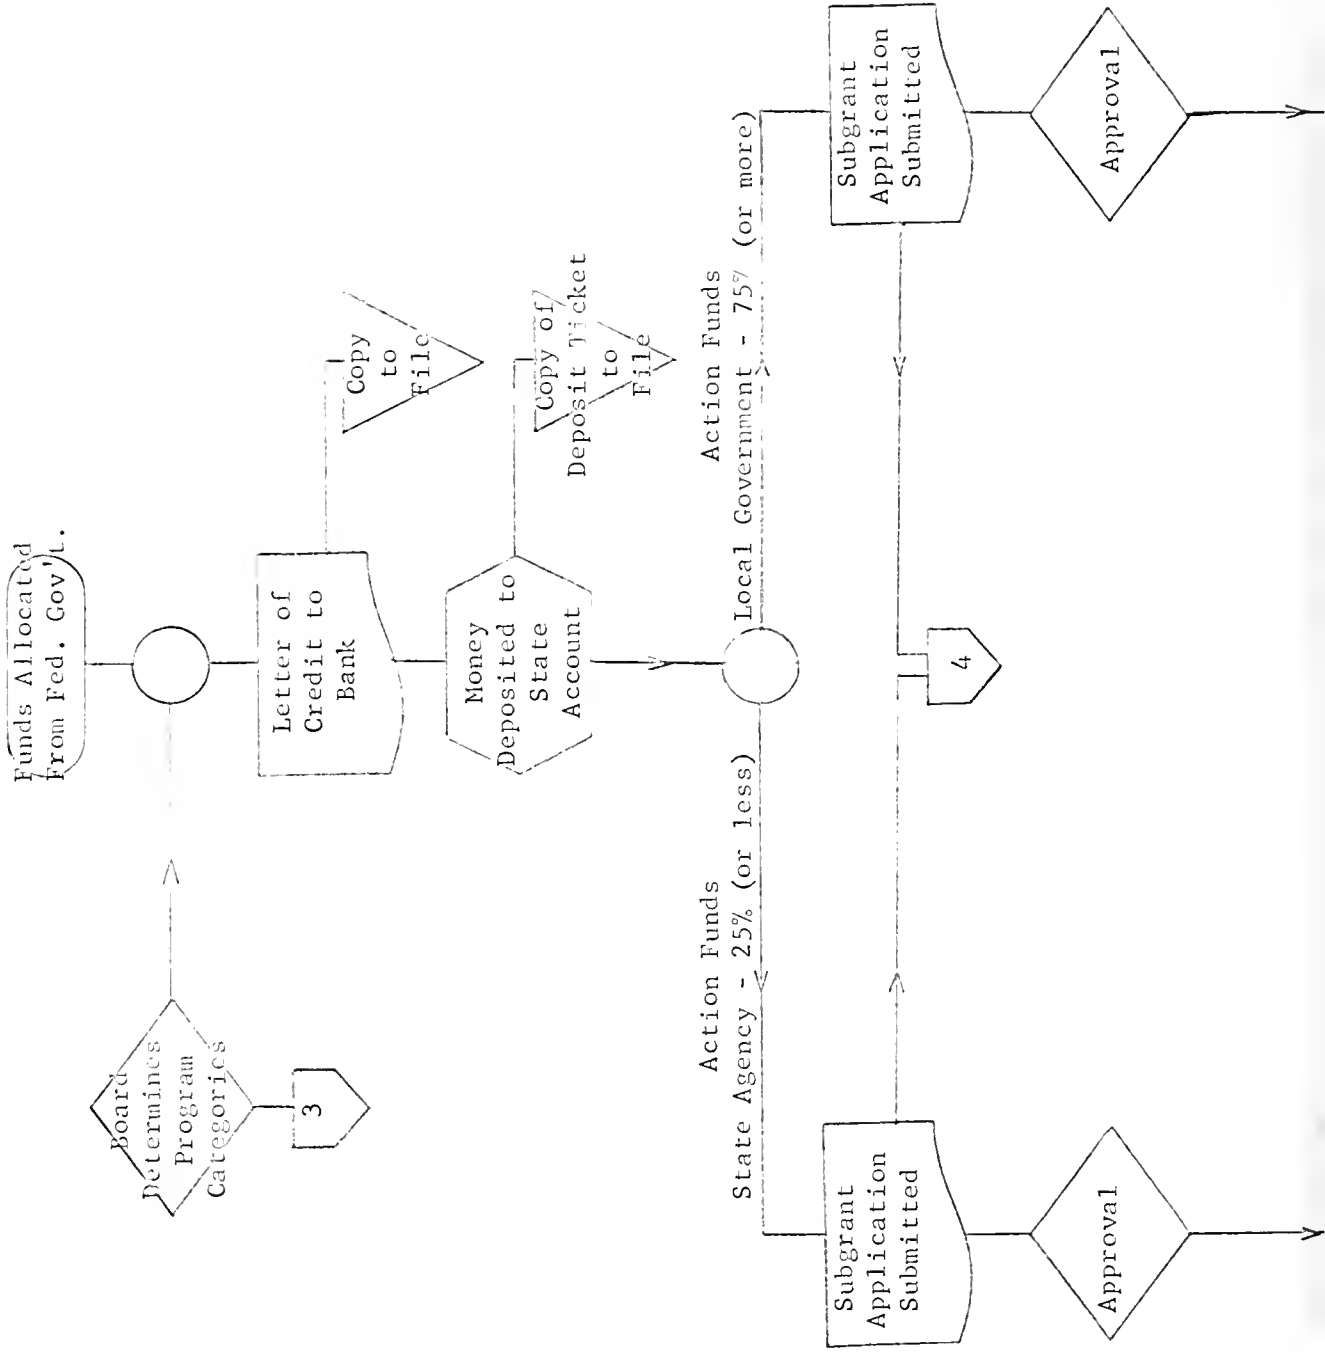 Funds Allocated
From Fed. Gov't.
Board
Determines
Program
Categories
3
Letter of
Credit to
Bank
Copy
to
File
Money
Deposited to
State
Account
Copy of
Deposit Ticket
to
File
Action Funds
State Agency - 25% (or less)
Action Funds
Local Government - 75% (or more)
Subgrant
Application
Submitted
4
Subgrant
Application
Submitted
Approval
Approval